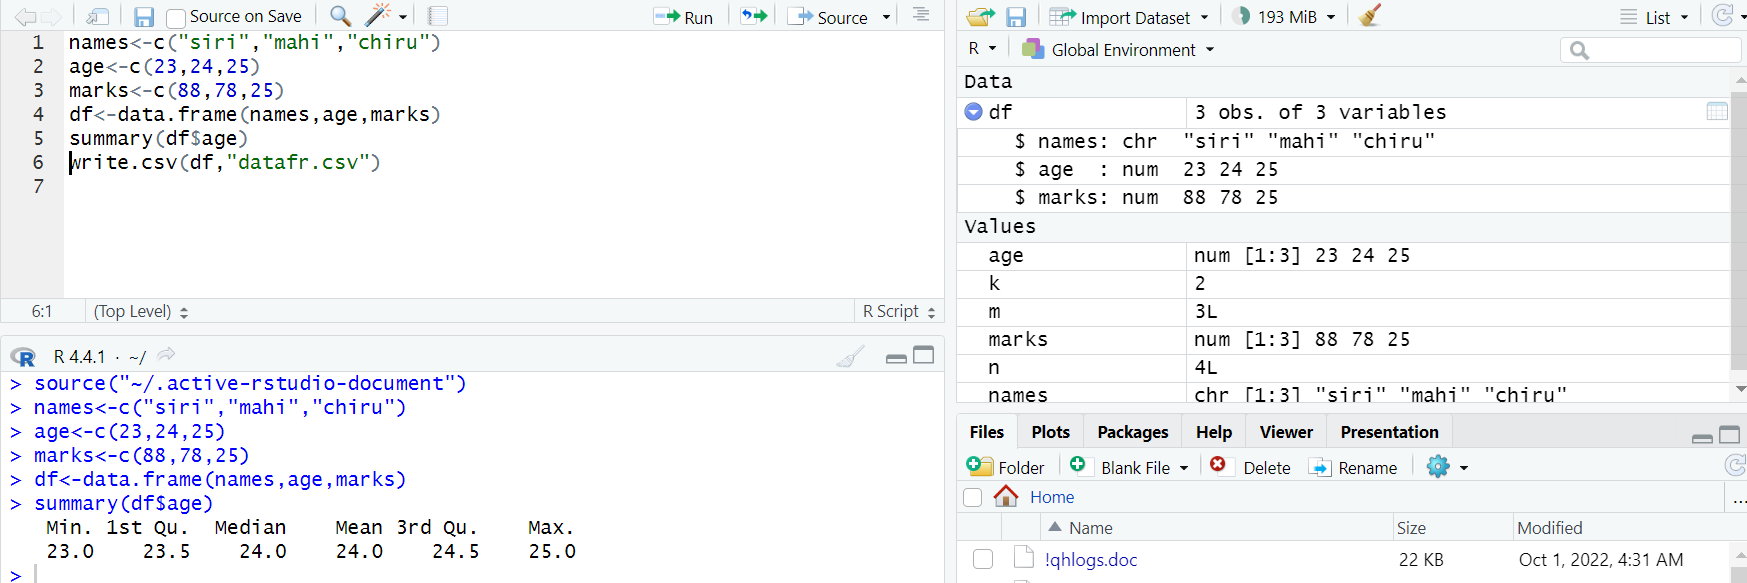 Source on Save
Run
Source
1 names<-c("siri","mahi","chiru")
2 age<-c(23,24,25)
3 marks<-c(88,78,25)
4 df<-data.frame(names,age,marks)
5 summary(df$age)
6 write.csv(df,"datafr.csv")
7
6:1 (Top Level) R Script
R 4.4.1 · ~/
> source("~/.active-rstudio-document")
> names<-c("siri","mahi","chiru")
> age<-c(23,24,25)
> marks<-c(88,78,25)
> df<-data.frame(names,age,marks)
> summary(df$age)
Min. 1st Qu. Median Mean 3rd Qu. Max.
23.0 23.5 24.0 24.0 24.5 25.0
>
Import Dataset 193 MiB List
R Global Environment
Data
df 3 obs. of 3 variables
$ names: chr "siri" "mahi" "chiru"
$ age : num 23 24 25
$ marks: num 88 78 25
Values
age num [1:3] 23 24 25
k 2
m 3L
marks num [1:3] 88 78 25
n 4L
names chr [1:3] "siri" "mahi" "chiru"
Files Plots Packages Help Viewer Presentation
Folder Blank File Delete Rename
Home ...
Name Size Modified
!qhlogs.doc 22 KB Oct 1, 2022, 4:31 AM